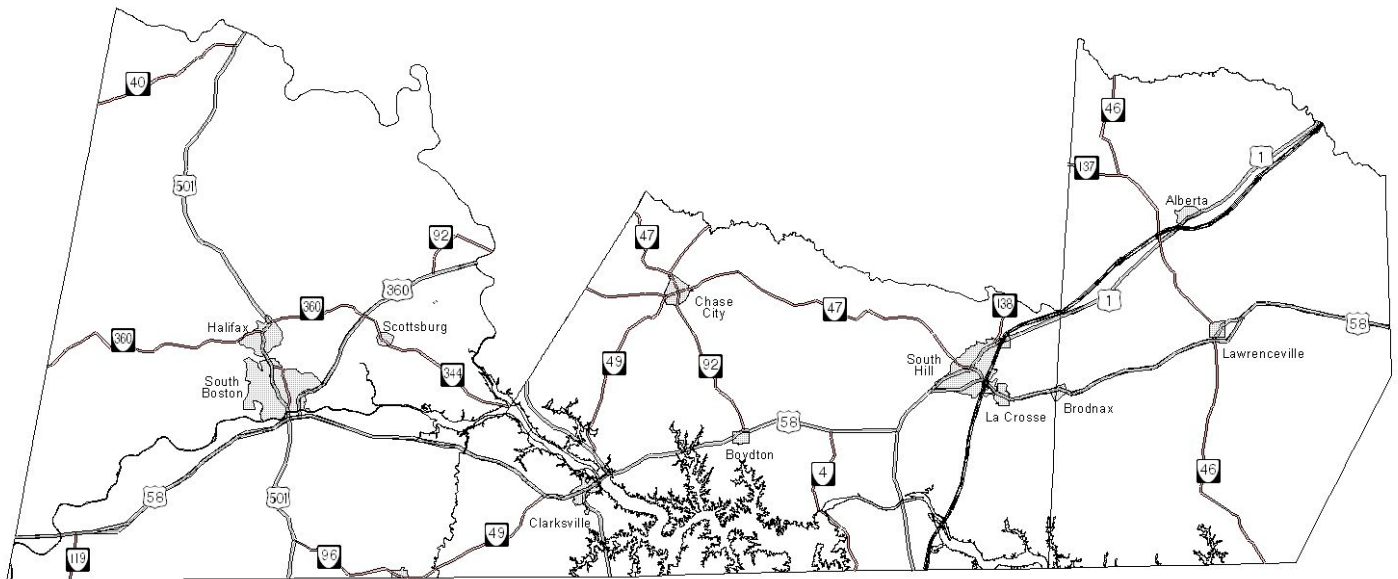 40
501
92
360
Halifax
360
Scottsburg
360
344
South
Boston
58
501
119
96
49
Clarksville
47
Chase
City
47
49
92
58
Boydton
4
138
South
Hill
La Crosse
Brodnax
46
137
1
Alberta
1
58
Lawrenceville
46